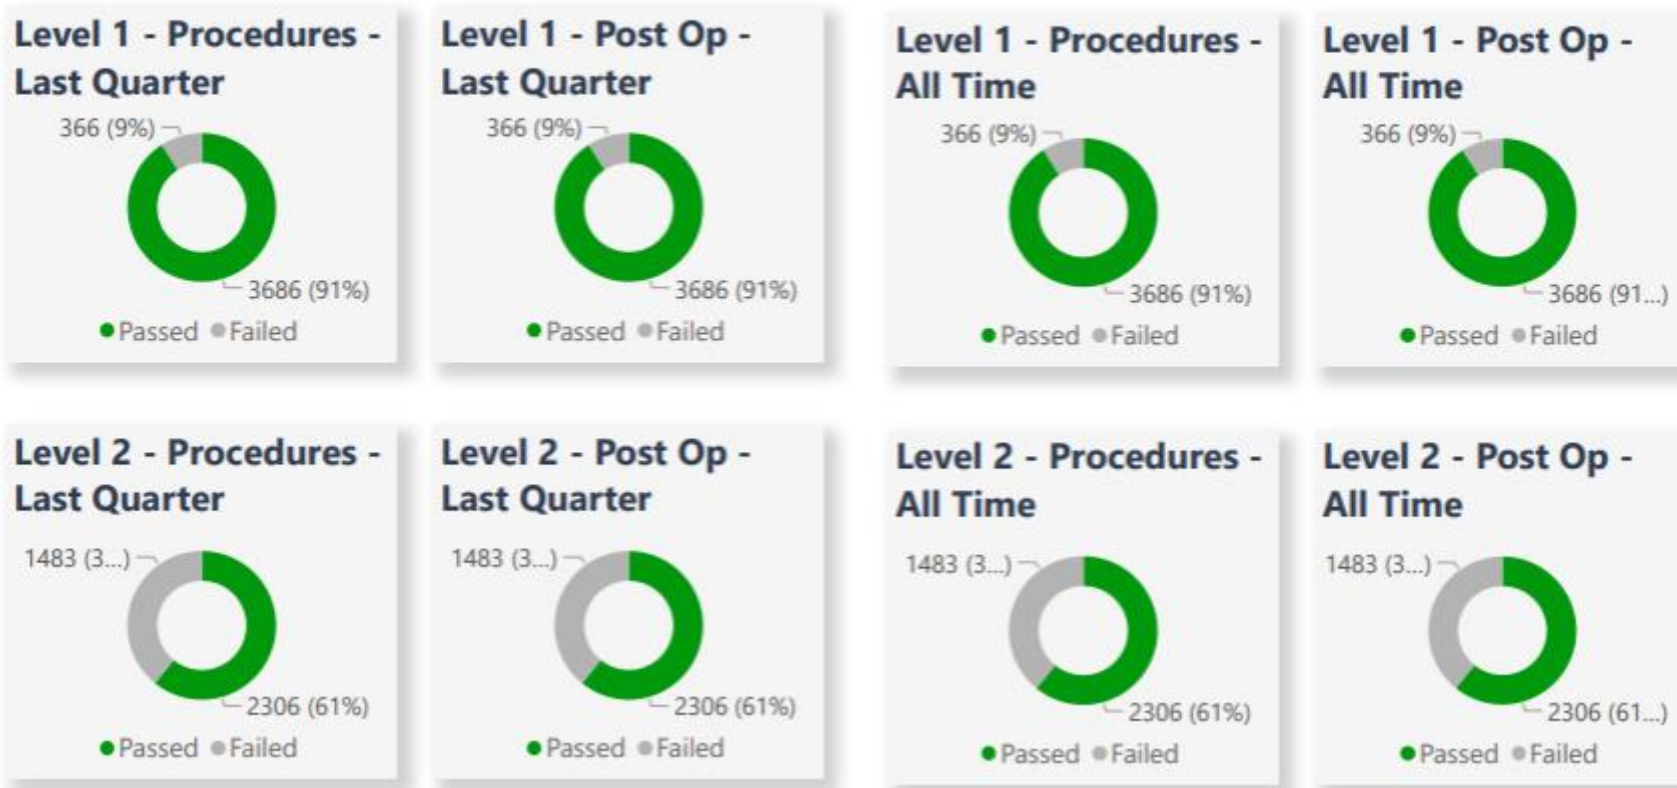 Level 1 - Procedures -
Last Quarter
366 (9%)
3686 (91%)
Passed Failed
Level 1 - Post Op -
Last Quarter
366 (9%)
3686 (91%)
Passed Failed
Level 1 - Procedures -
All Time
366 (9%)
3686 (91%)
Passed Failed
Level 1 - Post Op -
All Time
366 (9%)
3686 (91...)
Passed Failed
Level 2 - Procedures -
Last Quarter
1483 (3...)
2306 (61%)
Passed Failed
Level 2 - Post Op -
Last Quarter
1483 (3...)
2306 (61%)
Passed Failed
Level 2 - Procedures -
All Time
1483 (3...)
2306 (61%)
Passed Failed
Level 2 - Post Op -
All Time
1483 (3...)
2306 (61...)
Passed Failed